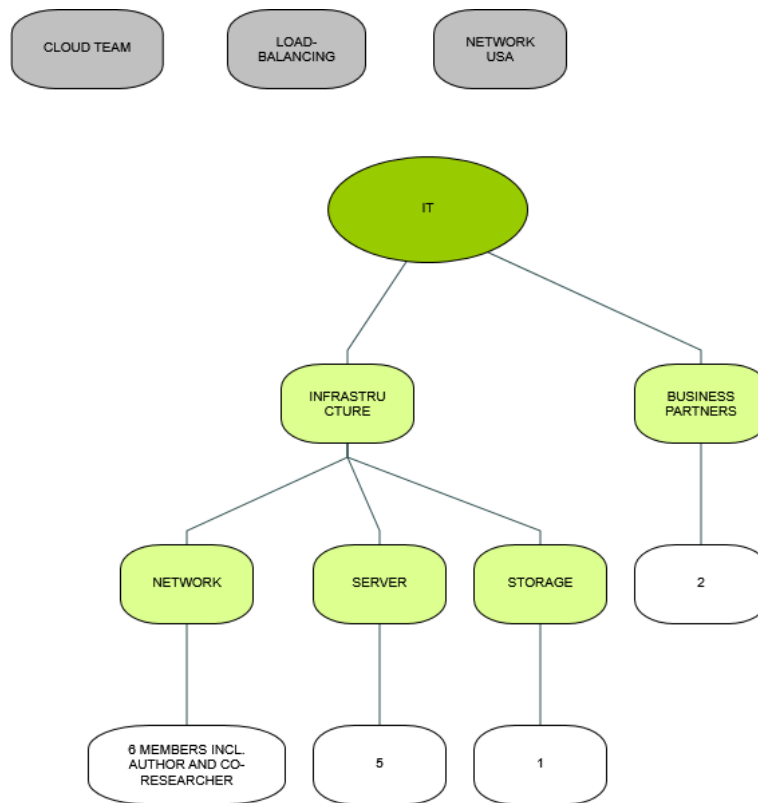 CLOUD TEAM
LOAD-
BALANCING
NETWORK
USA
IT
INFRASTRU
CTURE
BUSINESS
PARTNERS
NETWORK
SERVER
STORAGE
2
6 MEMBERS INCL.
AUTHOR AND CO-
RESEARCHER
5
1